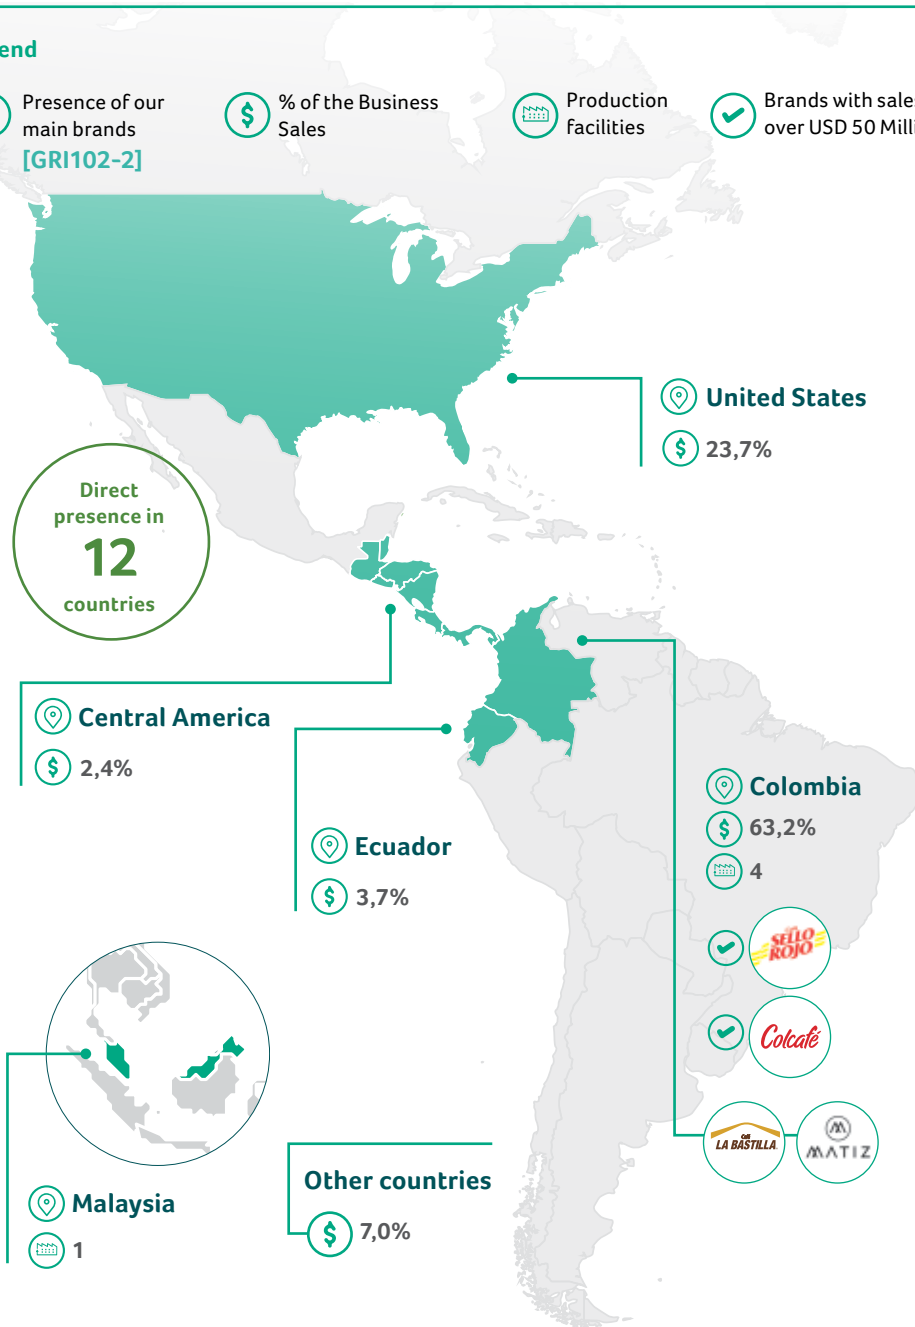 end
Presence of our
main brands
[GRI102-2]
% of the Business
Sales
Production
facilities
Brands with sales
over USD 50 Milli
United States
23,7%
Direct
presence in
12
countries
Central America
2,4%
Ecuador
3,7%
Colombia
63,2%
4
SELLO
ROJO
Colcafé
LA BASTILLA
MATIZ
Malaysia
1
Other countries
7,0%